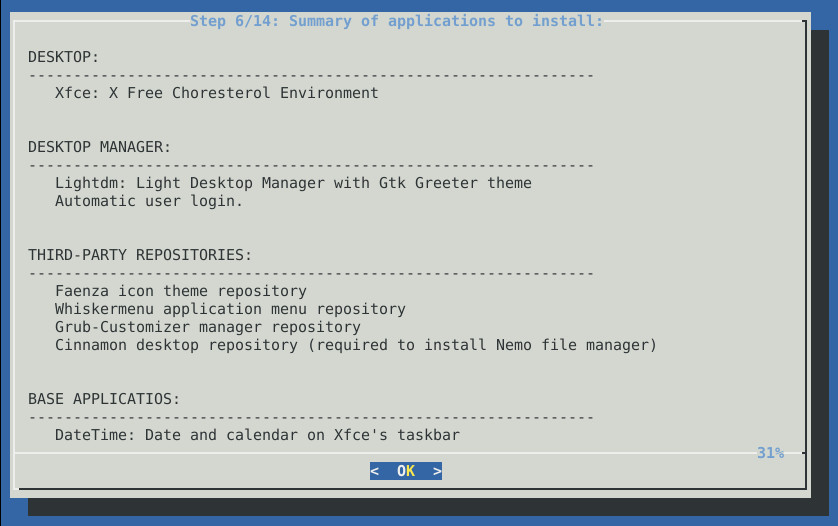 Step 6/14: Summary of applications to install:
DESKTOP:
---------------------------------------------------------------
Xfce: X Free Choresterol Environment
DESKTOP MANAGER:
---------------------------------------------------------------
Lightdm: Light Desktop Manager with Gtk Greeter theme
Automatic user login.
THIRD-PARTY REPOSITORIES:
---------------------------------------------------------------
Faenza icon theme repository
Whiskermenu application menu repository
Grub-Customizer manager repository
Cinnamon desktop repository (required to install Nemo file manager)
BASE APPLICATIOS:
---------------------------------------------------------------
DateTime: Date and calendar on Xfce's taskbar
31%
<  OK  >